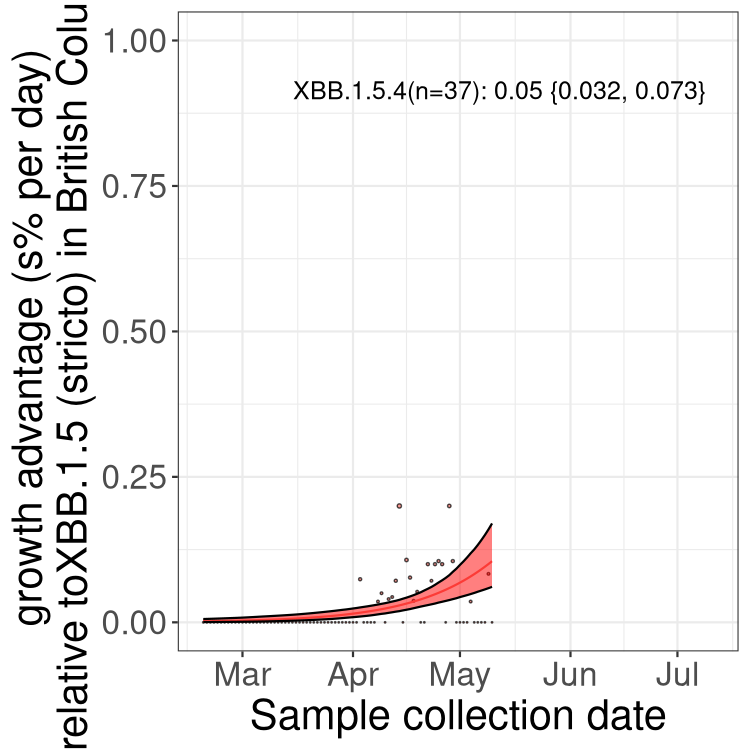 growth advantage (s% per day)
relative toXBB.1.5 (stricto) in British Colu
1.00
0.75
0.50
0.25
0.00
XBB.1.5.4(n=37): 0.05 {0.032, 0.073}
Mar Apr May Jun Jul
Sample collection date